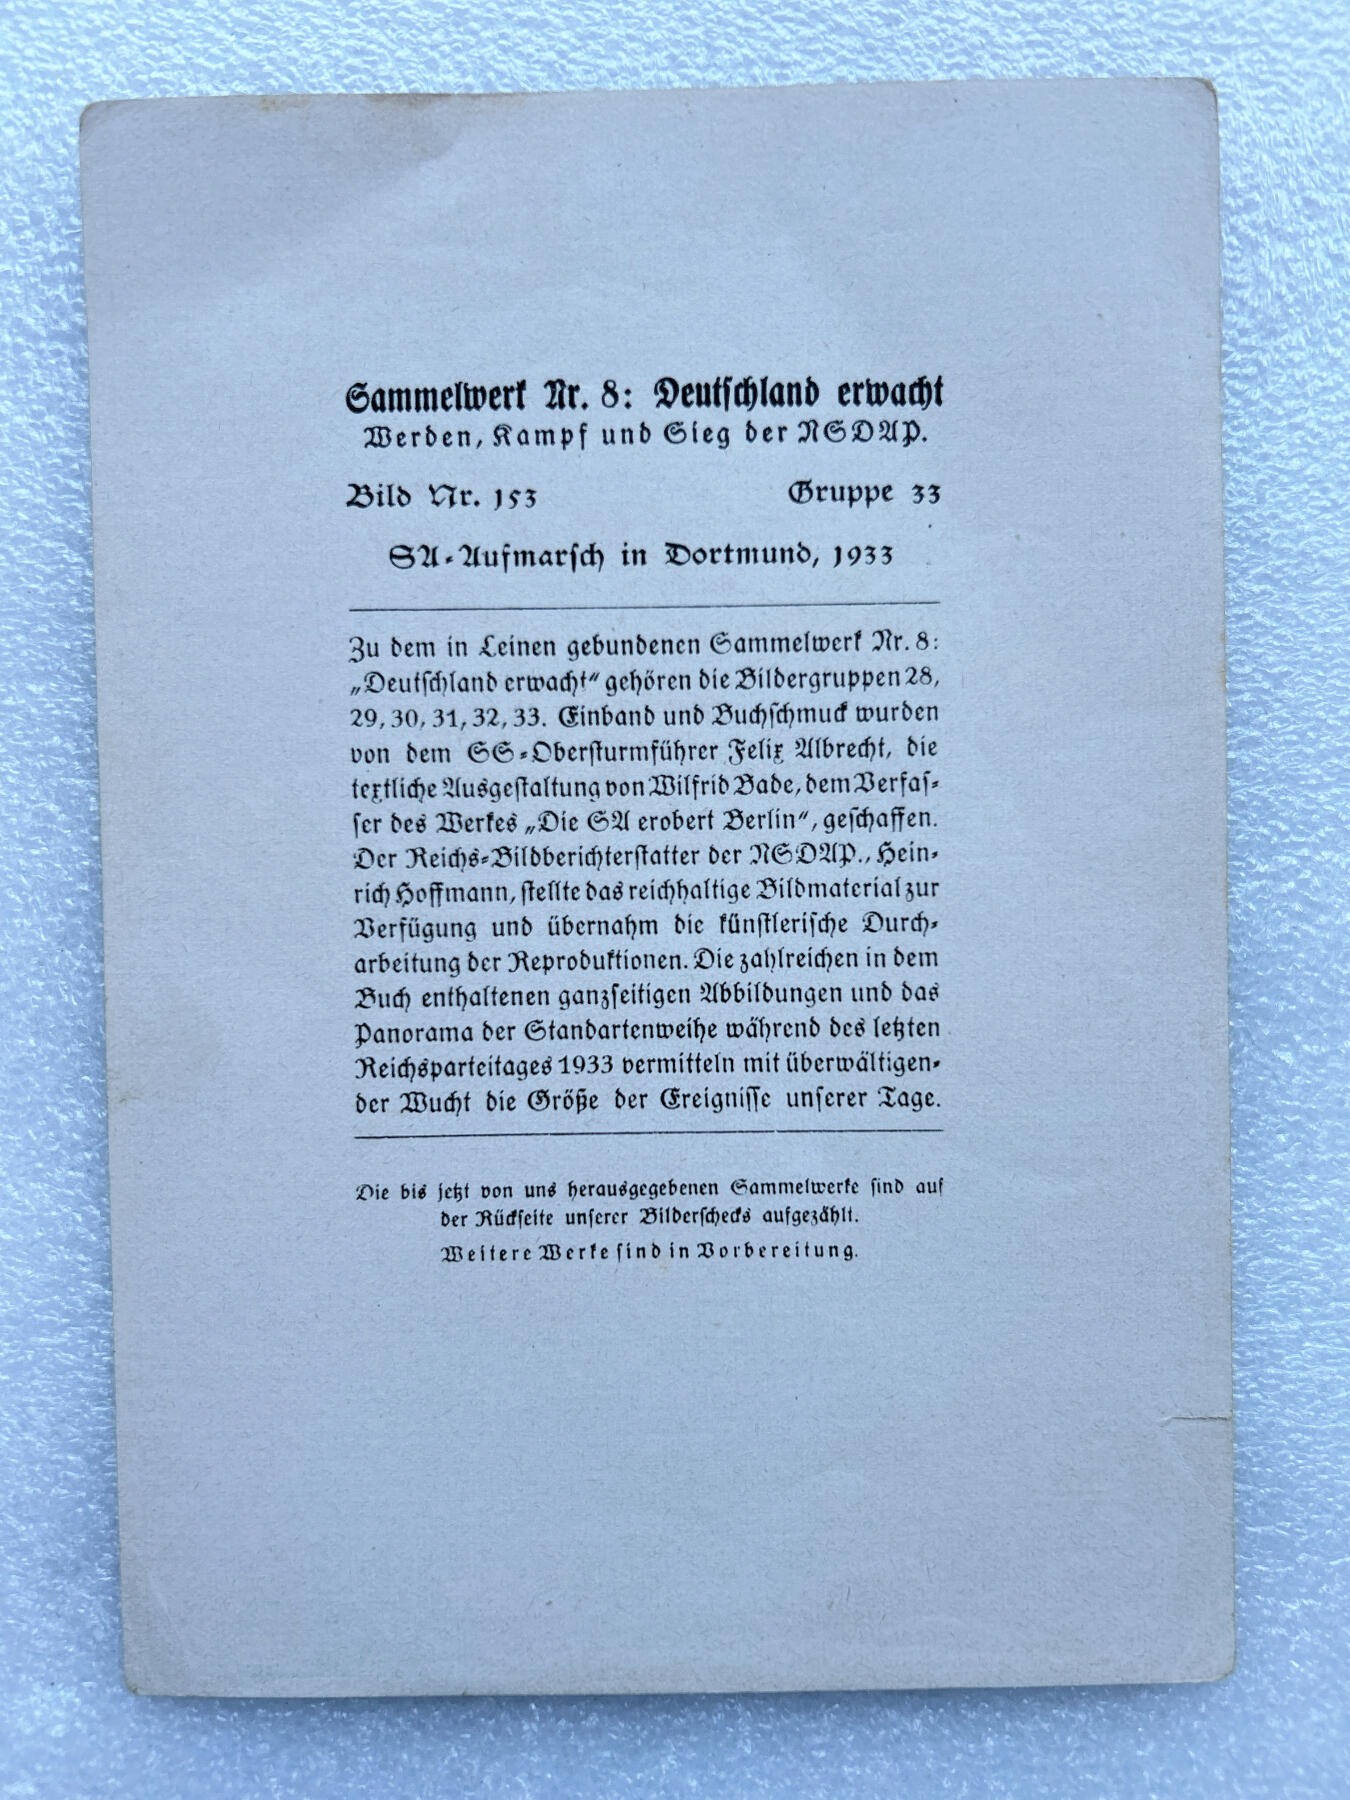 Sammelwerk Nr. 8: Deutschland erwacht
Werden, Kampf und Sieg der NSDAP.
Bild Nr. 153 Gruppe 33
SA-Aufmarsch in Dortmund, 1933
Zu dem in Leinen gebundenen Sammelwerk Nr. 8:
„Deutschland erwacht“ gehören die Bildergruppen 28,
29, 30, 31, 32, 33. Einband und Buchschmuck wurden
von dem SS-Obersturmführer Felix Albrecht, die
textliche Ausgestaltung von Wilfrid Bade, dem Verfas-
ser des Werkes „Die SA erobert Berlin“, geschaffen.
Der Reichs-Bildberichterstatter der NSDAP., Hein-
rich Hoffmann, stellte das reichhaltige Bildmaterial zur
Verfügung und übernahm die künstlerische Durch-
arbeitung der Reproduktionen. Die zahlreichen in dem
Buch enthaltenen ganzseitigen Abbildungen und das
Panorama der Standartenweihe während des letzten
Reichsparteitages 1933 vermitteln mit überwältigen-
der Wucht die Größe der Ereignisse unserer Tage.
Die bis jetzt von uns herausgegebenen Sammelwerke sind auf
der Rückseite unserer Bilderschecks aufgezählt.
Weitere Werke sind in Vorbereitung.